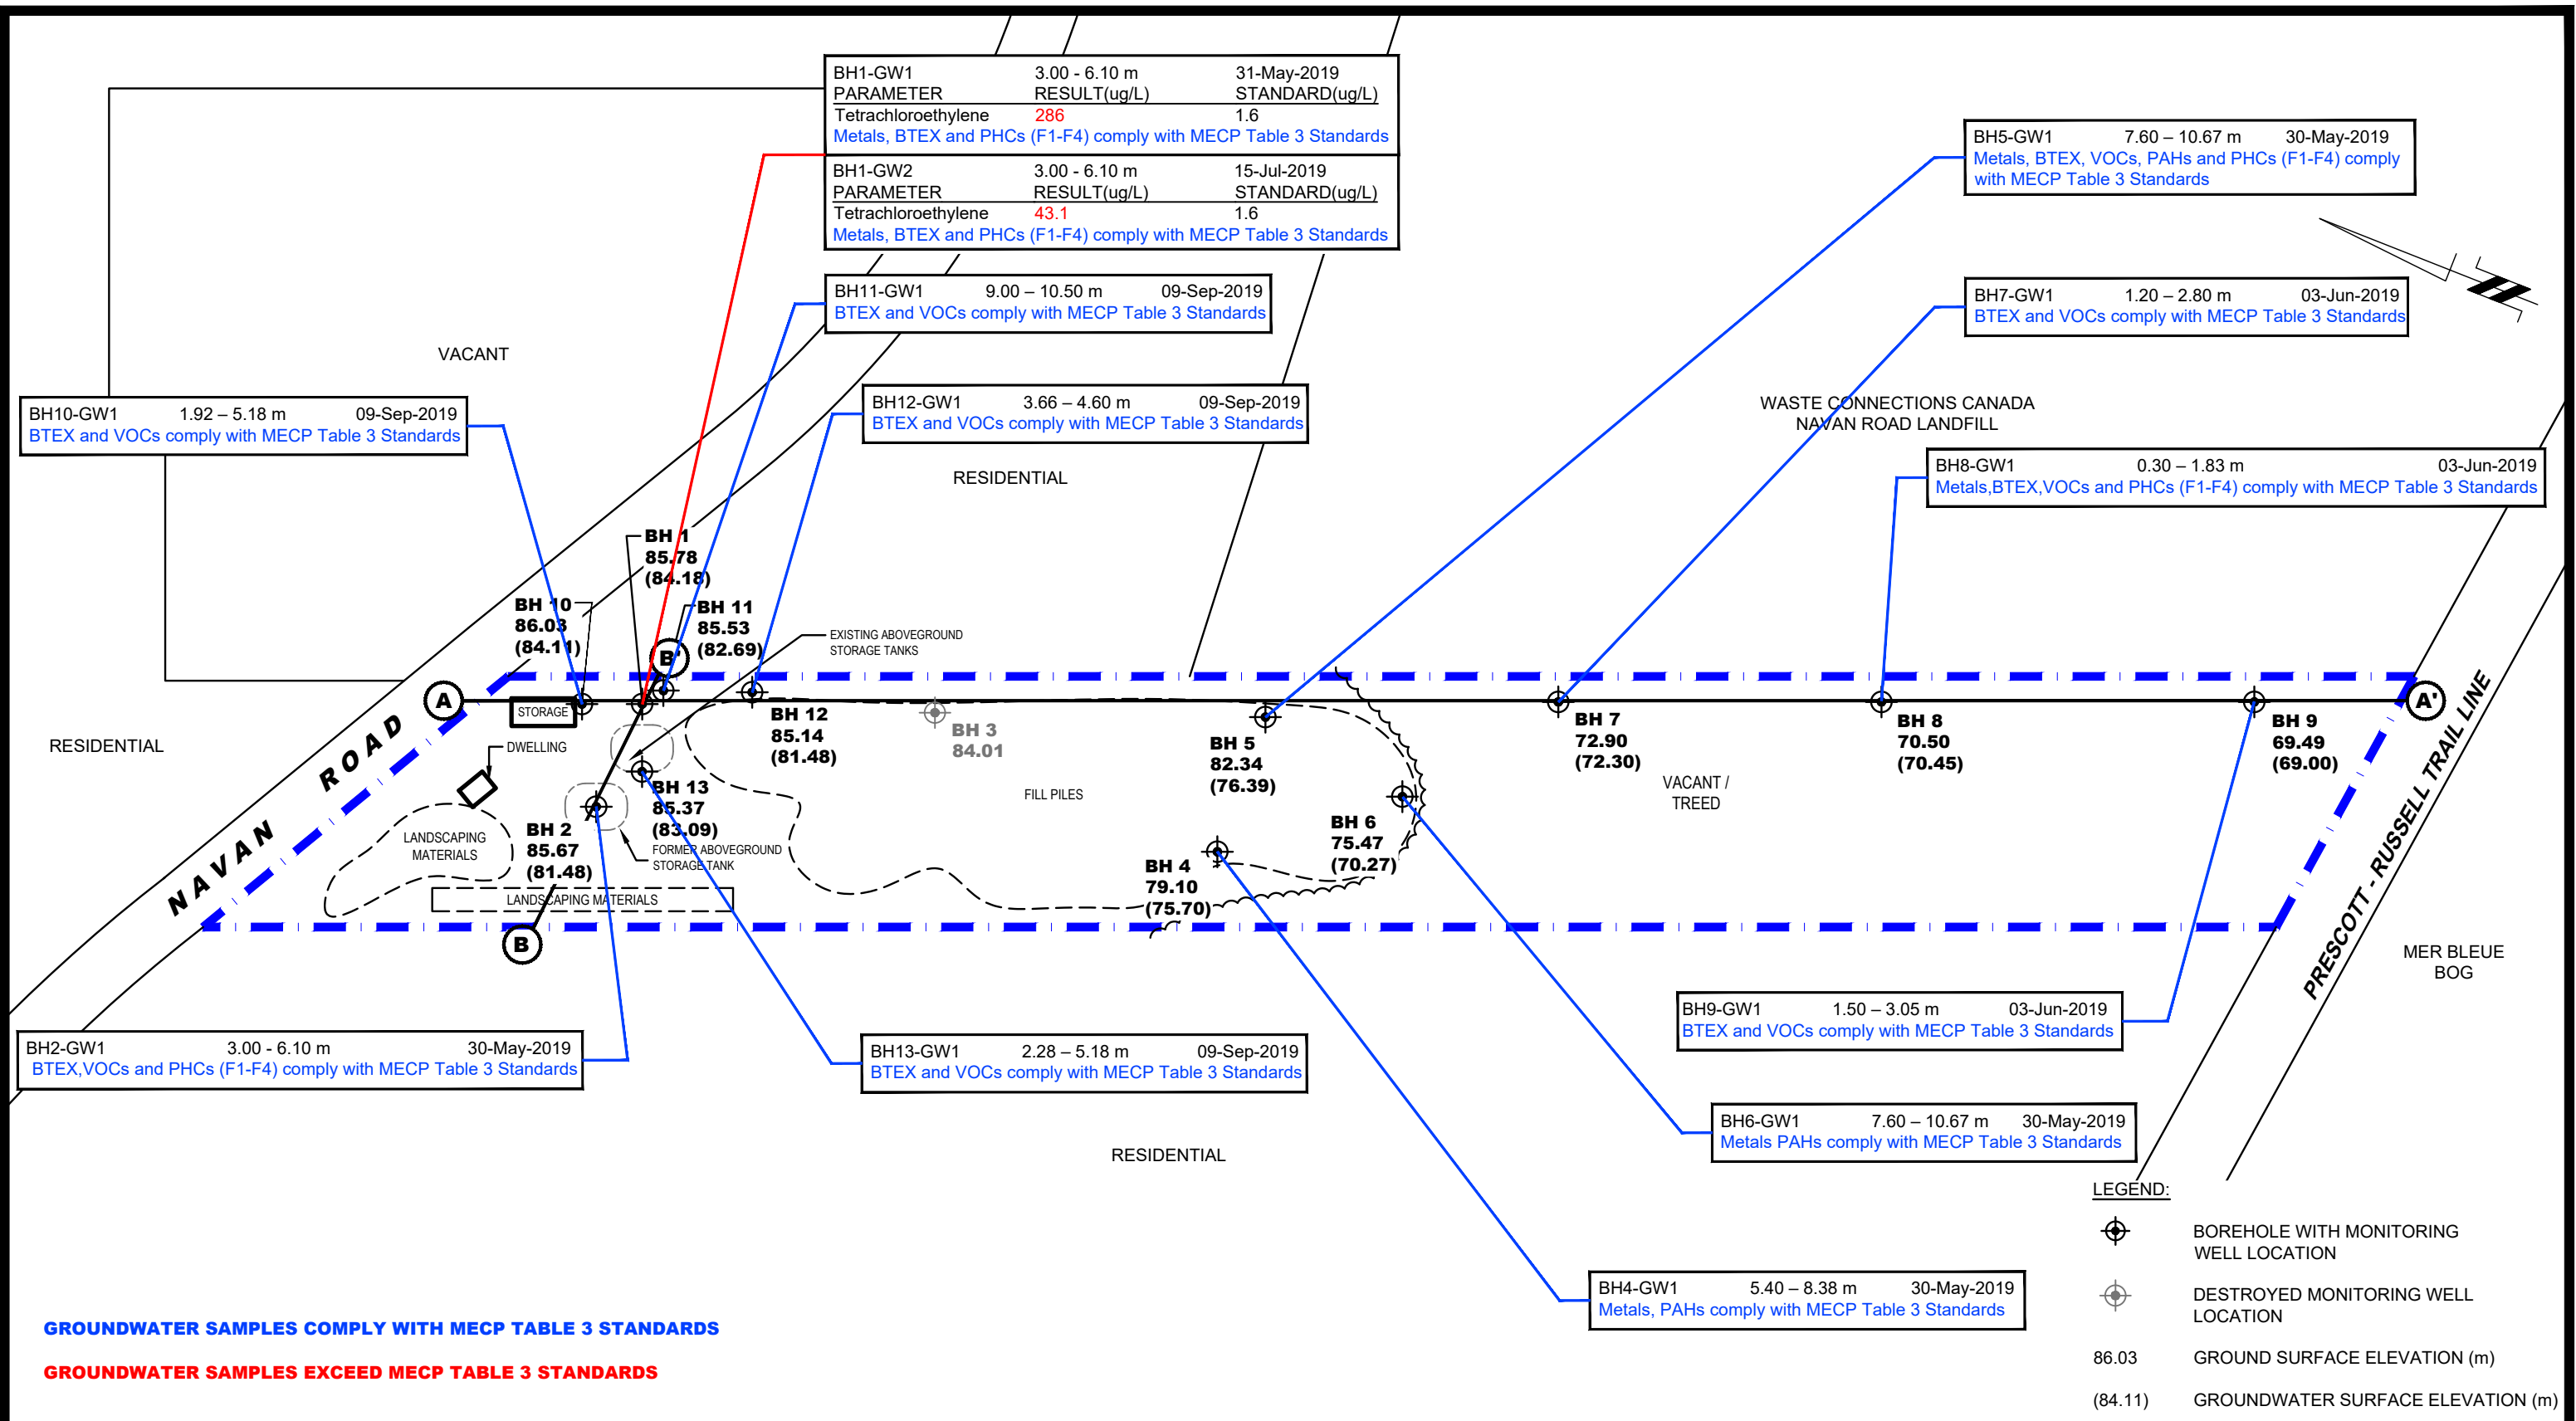 BH1-GW1 3.00 - 6.10 m 31-May-2019
PARAMETER RESULT(ug/L) STANDARD(ug/L)
Tetrachloroethylene 286 1.6
Metals, BTEX and PHCs (F1-F4) comply with MECP Table 3 Standards
BH1-GW2 3.00 - 6.10 m 15-Jul-2019
PARAMETER RESULT(ug/L) STANDARD(ug/L)
Tetrachloroethylene 43.1 1.6
Metals, BTEX and PHCs (F1-F4) comply with MECP Table 3 Standards
BH5-GW1 7.60 – 10.67 m 30-May-2019
Metals, BTEX, VOCs, PAHs and PHCs (F1-F4) comply
with MECP Table 3 Standards
BH11-GW1 9.00 – 10.50 m 09-Sep-2019
BTEX and VOCs comply with MECP Table 3 Standards
BH7-GW1 1.20 – 2.80 m 03-Jun-2019
BTEX and VOCs comply with MECP Table 3 Standards
VACANT
BH10-GW1 1.92 – 5.18 m 09-Sep-2019
BTEX and VOCs comply with MECP Table 3 Standards
BH12-GW1 3.66 – 4.60 m 09-Sep-2019
BTEX and VOCs comply with MECP Table 3 Standards
WASTE CONNECTIONS CANADA
NAVAN ROAD LANDFILL
RESIDENTIAL
BH8-GW1 0.30 – 1.83 m 03-Jun-2019
Metals,BTEX,VOCs and PHCs (F1-F4) comply with MECP Table 3 Standards
BH 1
85.78
(84.18)
BH 10
86.03
(84.11)
BH 11
85.53
(82.69)
B'
EXISTING ABOVEGROUND
STORAGE TANKS
A
STORAGE
A'
RESIDENTIAL
NAVAN ROAD
DWELLING
BH 12
85.14
(81.48)
BH 3
84.01
BH 5
82.34
(76.39)
BH 7
72.90
(72.30)
BH 8
70.50
(70.45)
BH 9
69.49
(69.00)
PRESCOTT - RUSSELL TRAIL LINE
BH 13
85.37
(83.09)
FILL PILES
VACANT /
TREED
LANDSCAPING
MATERIALS
BH 2
85.67
(81.48)
FORMER ABOVEGROUND
STORAGE TANK
BH 6
75.47
(70.27)
BH 4
79.10
(75.70)
LANDSCAPING MATERIALS
B
MER BLEUE
BOG
BH9-GW1 1.50 – 3.05 m 03-Jun-2019
BTEX and VOCs comply with MECP Table 3 Standards
BH2-GW1 3.00 - 6.10 m 30-May-2019
BTEX,VOCs and PHCs (F1-F4) comply with MECP Table 3 Standards
BH13-GW1 2.28 – 5.18 m 09-Sep-2019
BTEX and VOCs comply with MECP Table 3 Standards
BH6-GW1 7.60 – 10.67 m 30-May-2019
Metals PAHs comply with MECP Table 3 Standards
RESIDENTIAL
BH4-GW1 5.40 – 8.38 m 30-May-2019
Metals, PAHs comply with MECP Table 3 Standards
LEGEND:
BOREHOLE WITH MONITORING
WELL LOCATION
DESTROYED MONITORING WELL
LOCATION
86.03 GROUND SURFACE ELEVATION (m)
(84.11) GROUNDWATER SURFACE ELEVATION (m)
GROUNDWATER SAMPLES COMPLY WITH MECP TABLE 3 STANDARDS
GROUNDWATER SAMPLES EXCEED MECP TABLE 3 STANDARDS